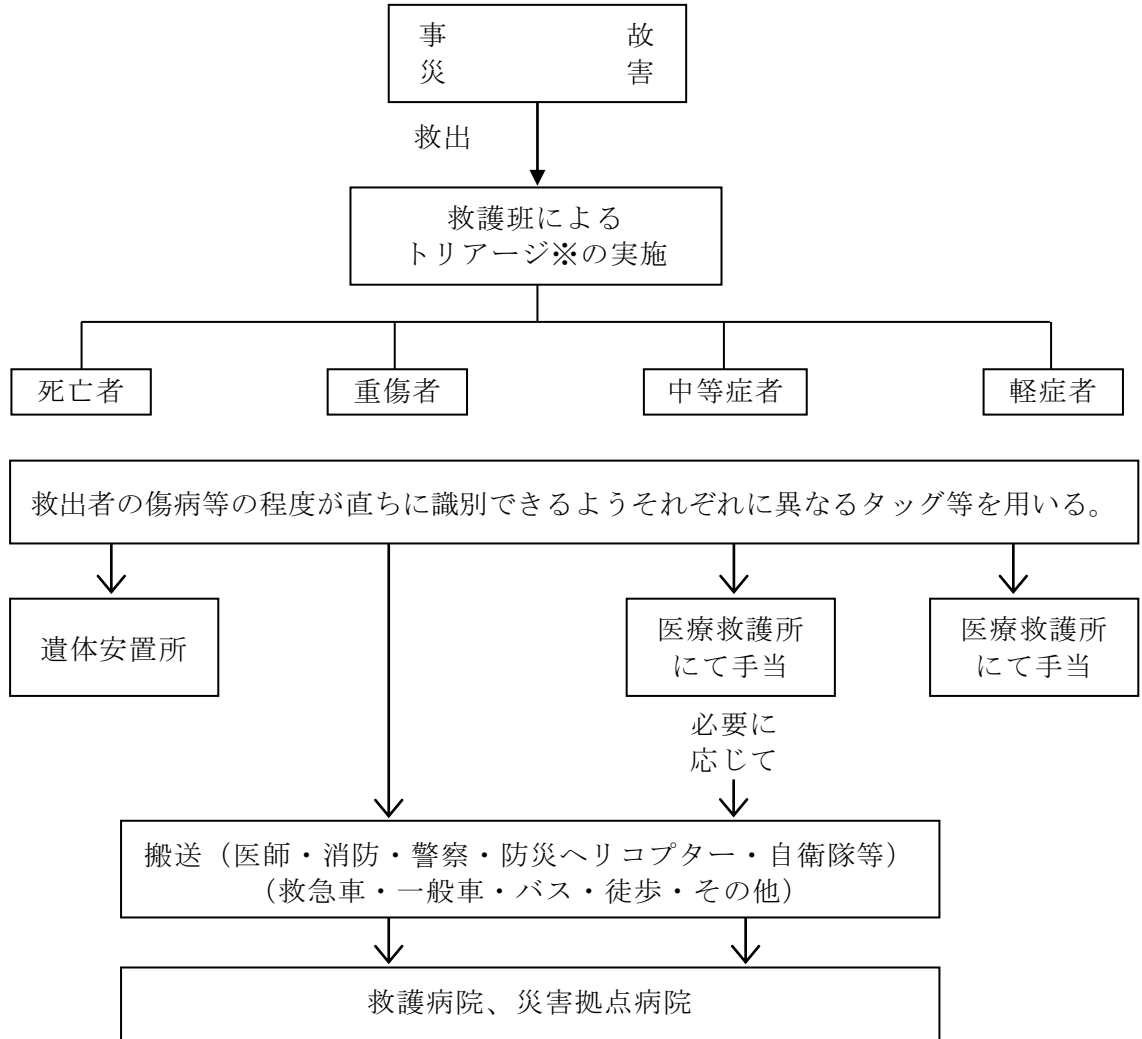 事故
災害
救出
救護班による
トリアージ※の実施
死亡者
重傷者
中等症者
軽症者
救出者の傷病等の程度が直ちに識別できるようそれぞれに異なるタッグ等を用いる。
遺体安置所
医療救護所
にて手当
医療救護所
にて手当
必要に
応じて
搬送（医師・消防・警察・防災ヘリコプター・自衛隊等）
（救急車・一般車・バス・徒歩・その他）
救護病院、災害拠点病院